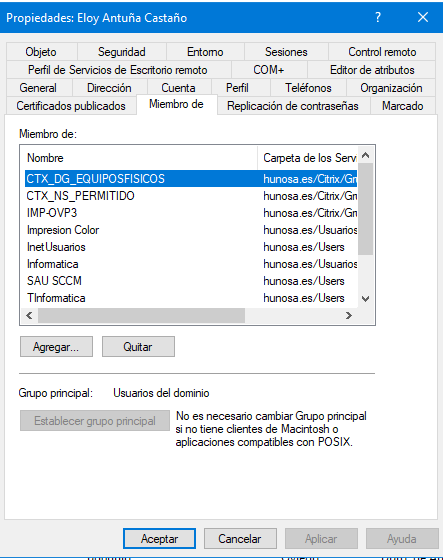 Propiedades: Eloy Antuña Castaño
?
Objeto Seguridad Entorno Sesiones Control remoto
Perfil de Servicios de Escritorio remoto COM+ Editor de atributos
General Dirección Cuenta Perfil Teléfonos Organización
Certificados publicados Miembro de Replicación de contraseñas Marcado
Miembro de:
Nombre Carpeta de los Servi
CTX_DG_EQUIPOSFISICOS hunosa.es/Citrix/Gru
CTX_NS_PERMITIDO hunosa.es/Citrix/Gru
IMP-OVP3 hunosa.es/Citrix/Gru
Impresion Color hunosa.es/Usuarios
InetUsuarios hunosa.es/Users
Informatica hunosa.es/Usuarios
SAU SCCM hunosa.es/Users
TInformatica hunosa.es/Users
Agregar... Quitar
Grupo principal: Usuarios del dominio
Establecer grupo principal
No es necesario cambiar Grupo principal
si no tiene clientes de Macintosh o
aplicaciones compatibles con POSIX.
Aceptar Cancelar Aplicar Ayuda